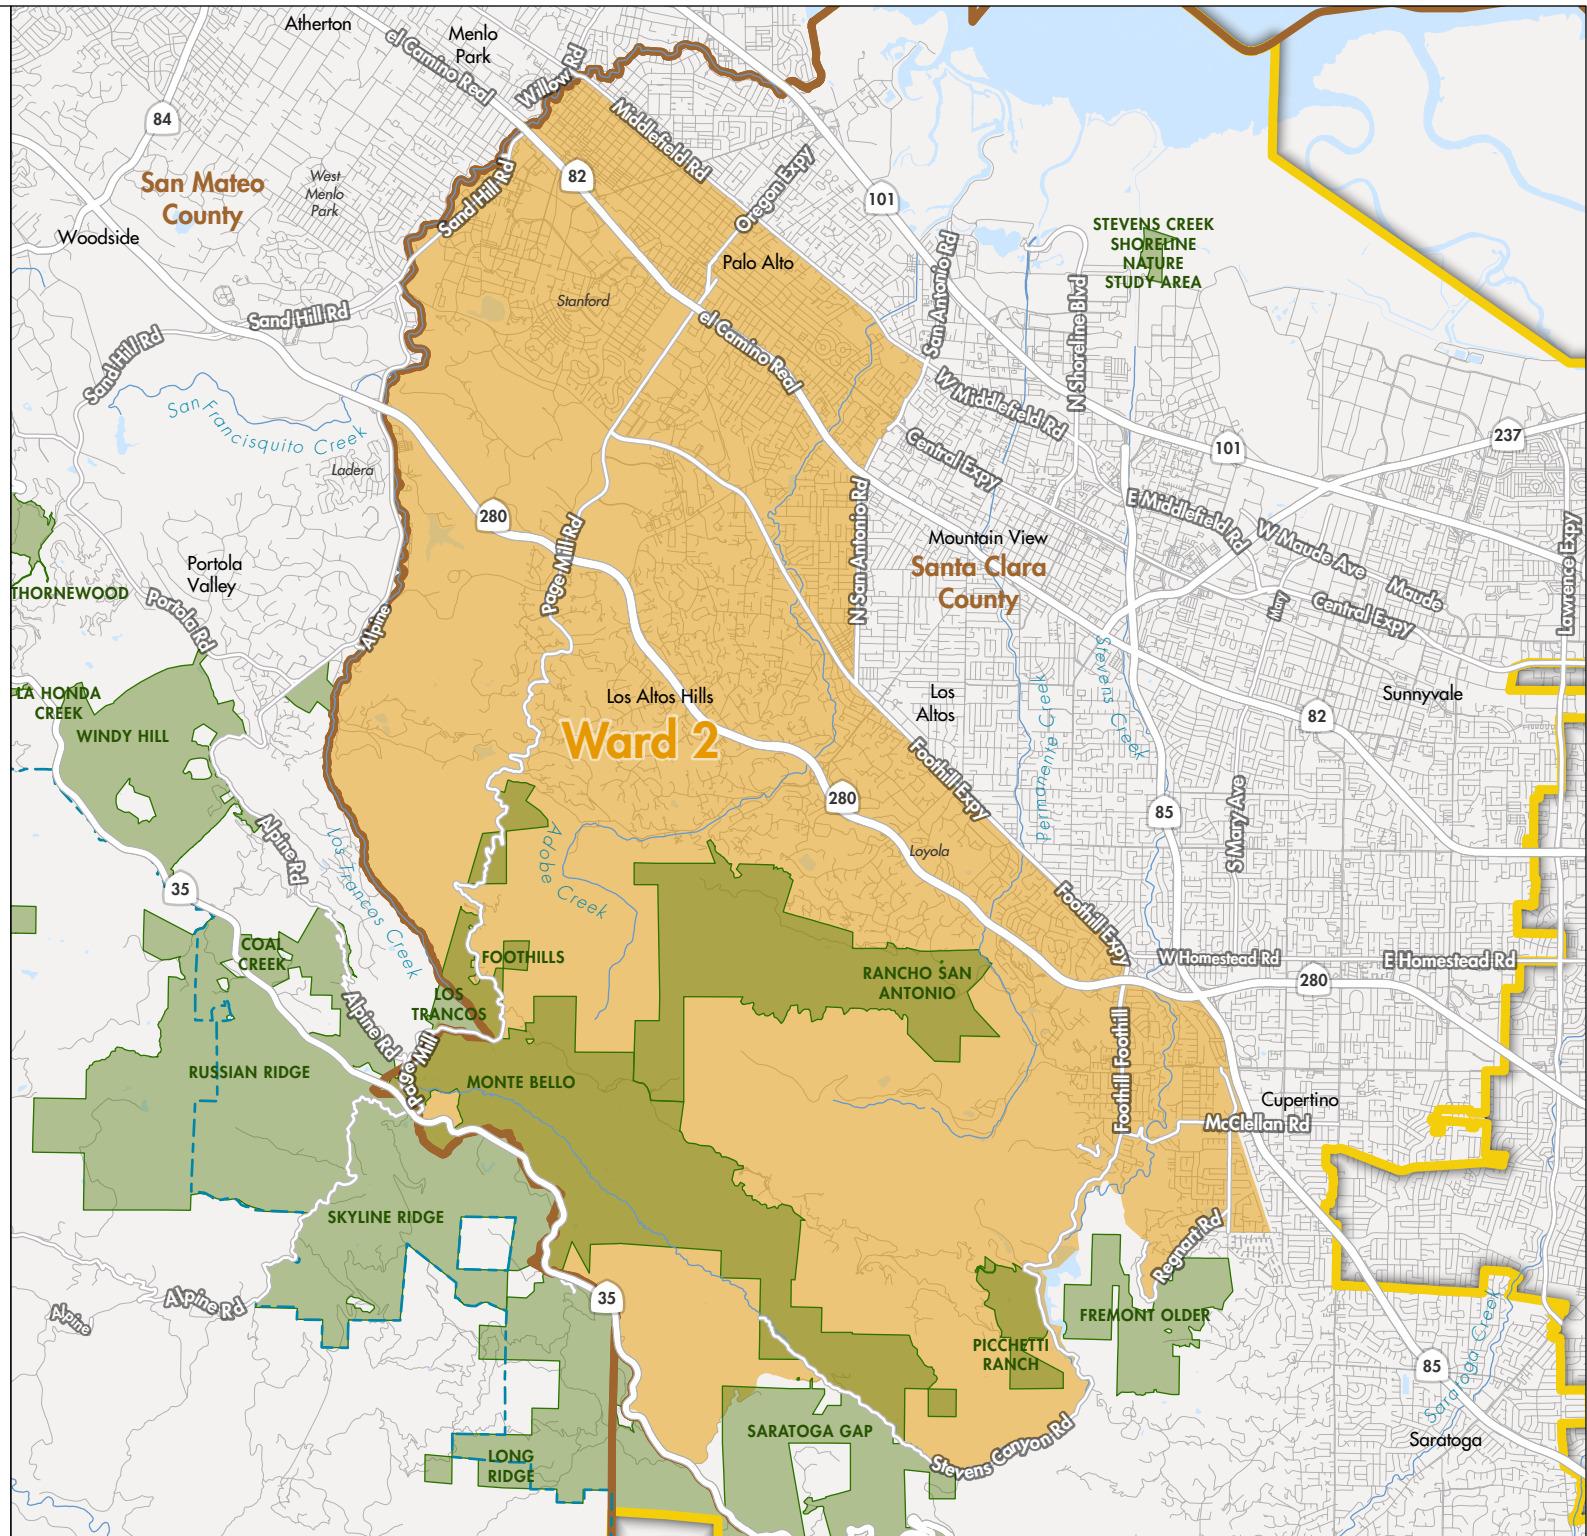 Atherton
Menlo
Park
el Camino Real
Willow Rd
Middlefield Rd
84
82
San Mateo
County
West
Menlo
Park
Sand Hill Rd
Oregon Expy
101
Woodside
Palo Alto
STEVENS CREEK
SHORELINE
NATURE
STUDY AREA
San Antonio Rd
N Shoreline Blvd
Stanford
Sand Hill Rd
Sand Hill Rd
el Camino Real
San Francisquito Creek
W Middlefield Rd
Central Expy
101
237
Ladera
280
Page Mill Rd
N San Antonio Rd
E Middlefield Rd
W Maude Ave
Maude
Lawrence Expy
Mountain View
Santa Clara
County
Portola
Valley
THORNEWOOD
Portola Rd
Alpine
Mary
Central Expy
Stevens Creek
Permanente Creek
LA HONDA
CREEK
WINDY HILL
Los Altos Hills
Ward 2
Los
Altos
Sunnyvale
82
Foothill Expy
280
85
S Mary Ave
Alpine Rd
Los Trancos Creek
Adobe Creek
Loyola
35
Foothill Expy
COAL
CREEK
FOOTHILLS
W Homestead Rd
E Homestead Rd
RANCHO SAN
ANTONIO
280
LOS
TRANCOS
Alpine Rd
Page Mill
Foothill Foothill
RUSSIAN RIDGE
MONTE BELLO
Cupertino
McClellan Rd
SKYLINE RIDGE
Regnart Rd
Alpine Rd
Alpine
35
FREMONT OLDER
PICCHETTI
RANCH
85
Saratoga Creek
SARATOGA GAP
Saratoga
Stevens Canyon Rd
LONG
RIDGE